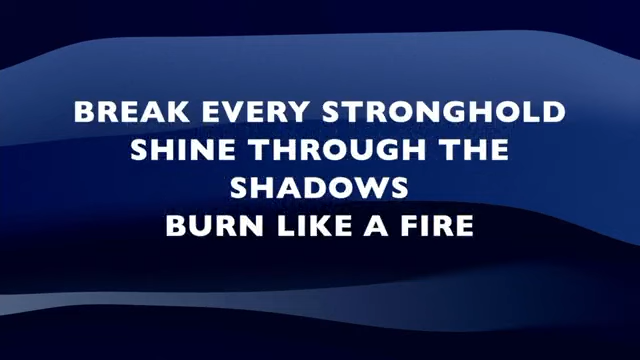 BREAK EVERY STRONGHOLD
SHINE THROUGH THE
SHADOWS
BURN LIKE A FIRE